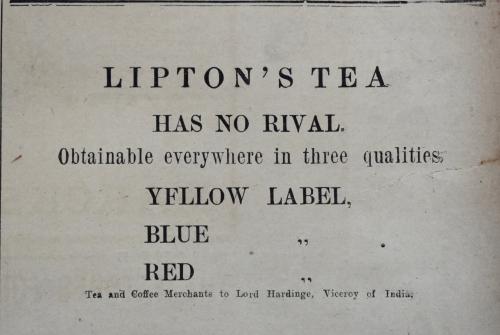 LIPTON'S TEA
HAS NO RIVAL.
Obtainable everywhere in three qualities,
YFLLOW LABEL,
BLUE ,,
RED ,,
Tea and Coffee Merchants to Lord Hardinge, Viceroy of India.